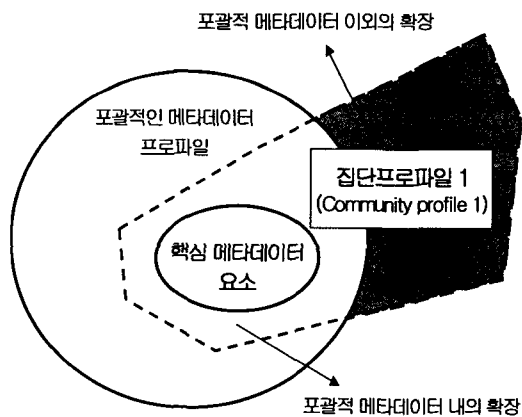 포괄적 메타데이터 이외의 확장
포괄적인 메타데이터
프로파일
집단프로파일 1
(Community profile 1)
핵심 메타데이터
요소
포괄적 메타데이터 내의 확장